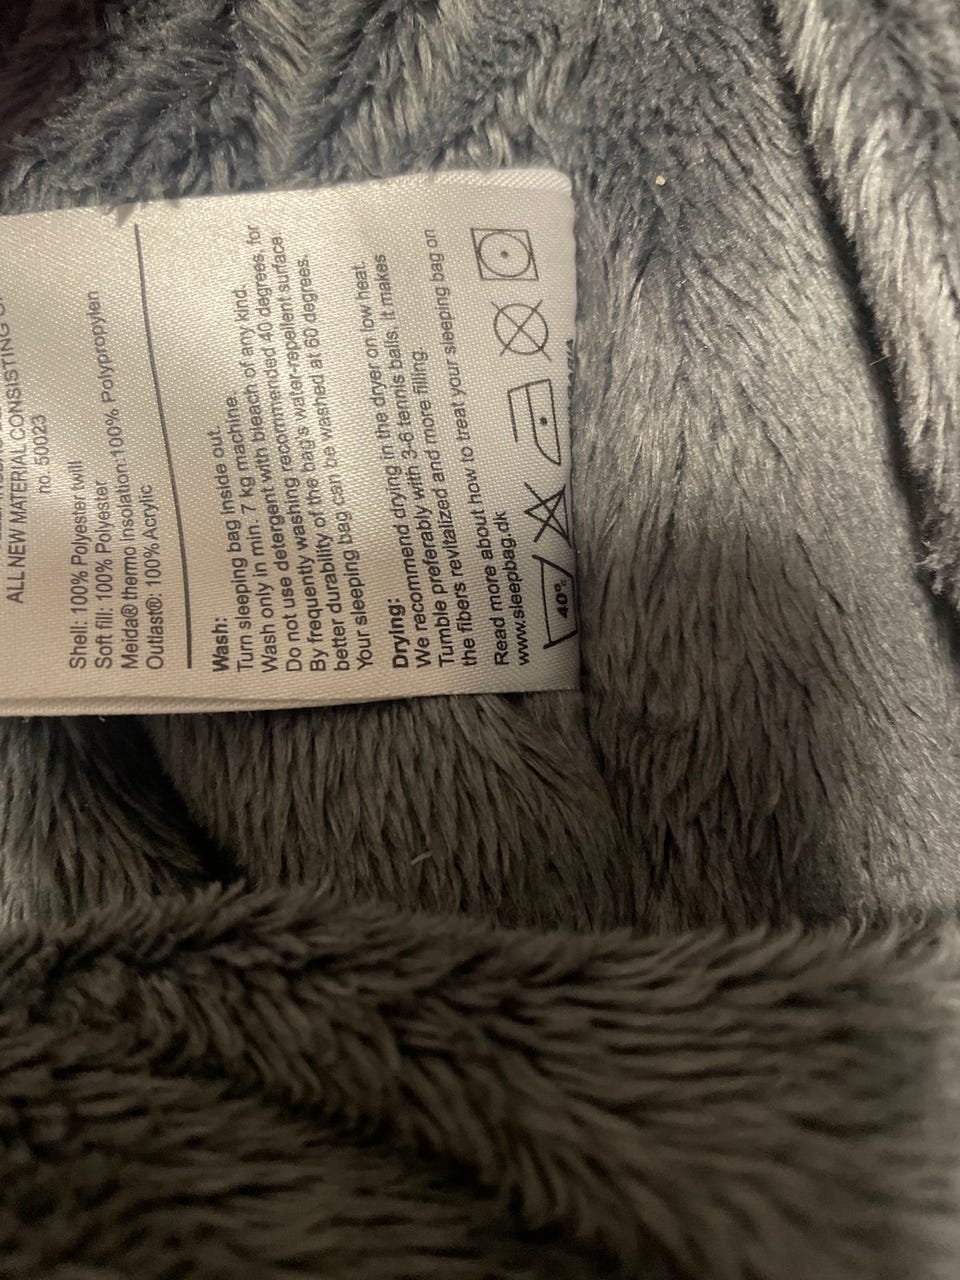 ALL NEW MATERIAL CONSISTING
no. 50023
Shell: 100% Polyester twill
Soft fill: 100% Polyester
Meida® thermo insolation:100% Polypropylen
Outlast®: 100% Acrylic
Wash:
Turn sleeping bag inside out.
Wash only in min. 7 kg machine.
Do not use detergent with bleach of any kind.
By frequently washing recommended 40 degrees, for
better durability of the bag's water-repellent surface.
Your sleeping bag can be washed at 60 degrees.
Drying:
We recommend drying in the dryer on low heat.
Tumble preferably with 3-6 tennis balls. It makes
the fibers revitalized and more filling.
Read more about how to treat your sleeping bag on
www.sleepbag.dk
40°